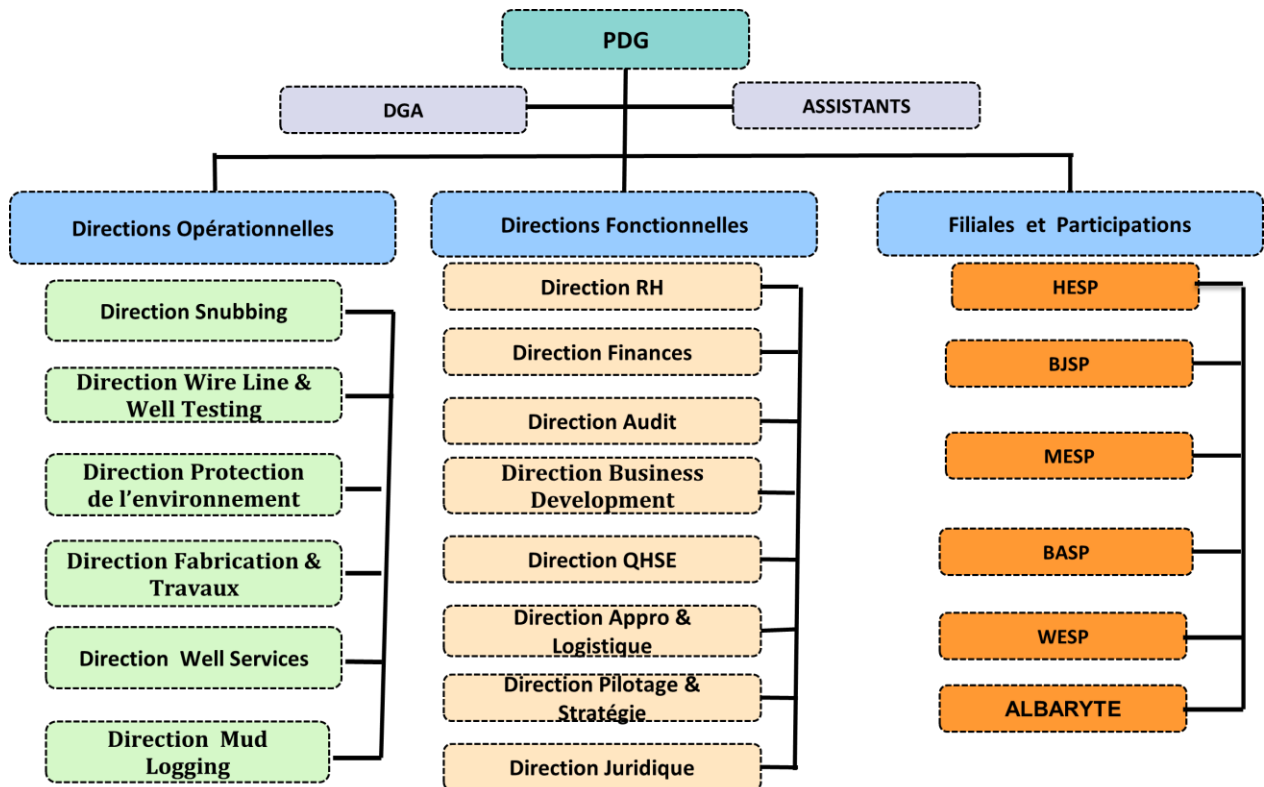 PDG
DGA
ASSISTANTS
Directions Opérationnelles
Directions Fonctionnelles
Filiales et Participations
Direction Snubbing
Direction Wire Line &
Well Testing
Direction Protection
de l’environnement
Direction Fabrication &
Travaux
Direction Well Services
Direction Mud
Logging
Direction RH
Direction Finances
Direction Audit
Direction Business
Development
Direction QHSE
Direction Appro &
Logistique
Direction Pilotage &
Stratégie
Direction Juridique
HESP
BJSP
MESP
BASP
WESP
ALBARYTE